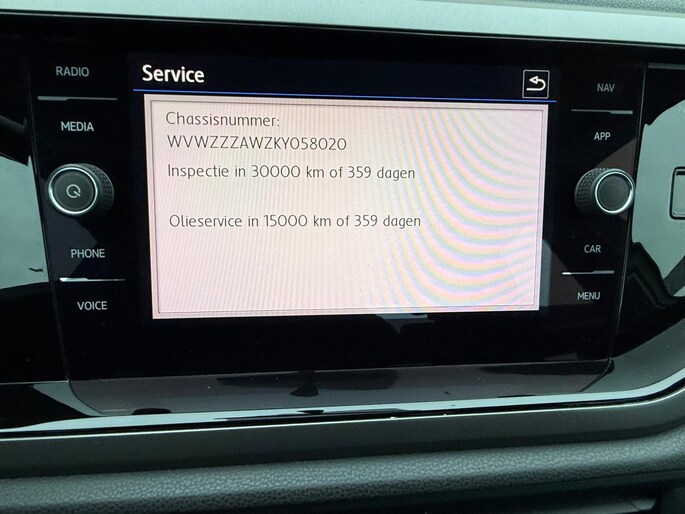 Service
RADIO
MEDIA
PHONE
VOICE
Chassisnummer:
WVWZZZAWZKY058020
Inspectie in 30000 km of 359 dagen
Olieservice in 15000 km of 359 dagen
NAV
APP
CAR
MENU